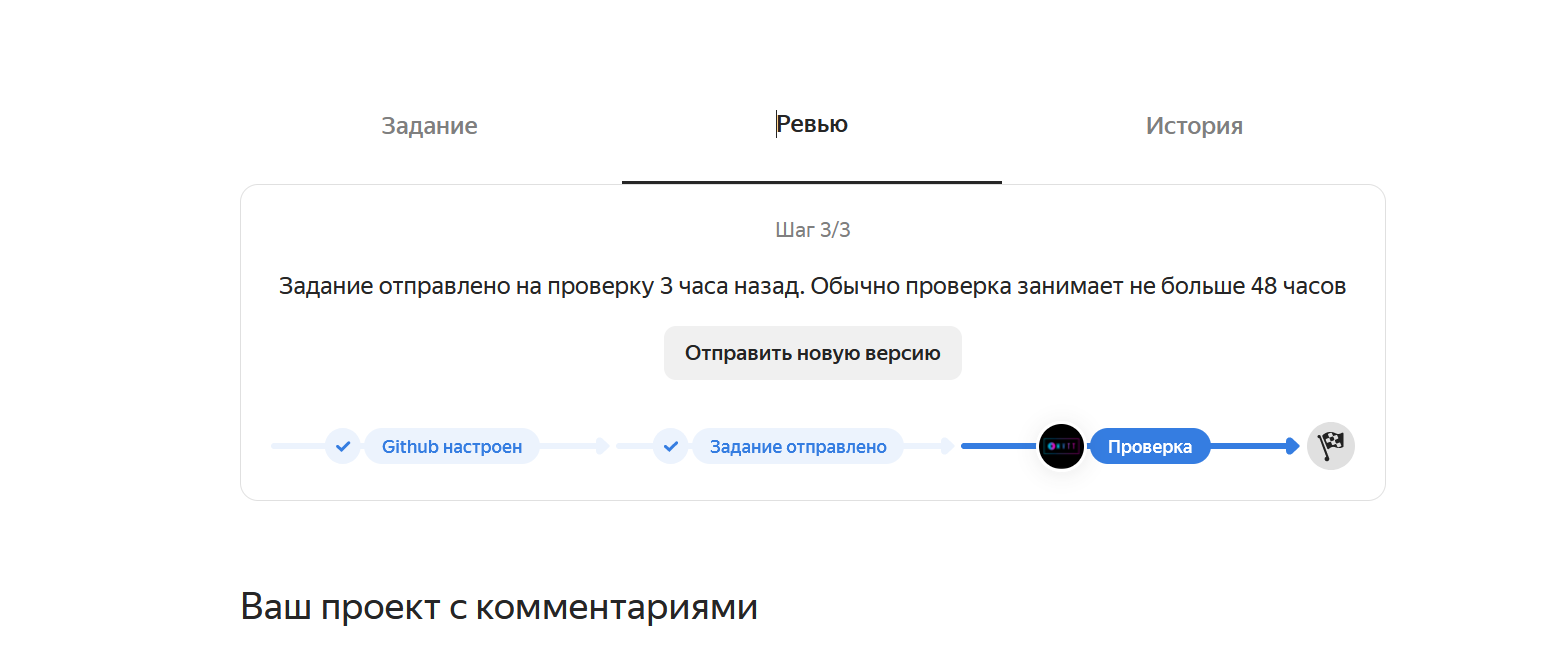 Задание
Ревью
История
Шаг 3/3
Задание отправлено на проверку 3 часа назад. Обычно проверка занимает не больше 48 часов
Отправить новую версию
Github настроен
Задание отправлено
Проверка
Ваш проект с комментариями